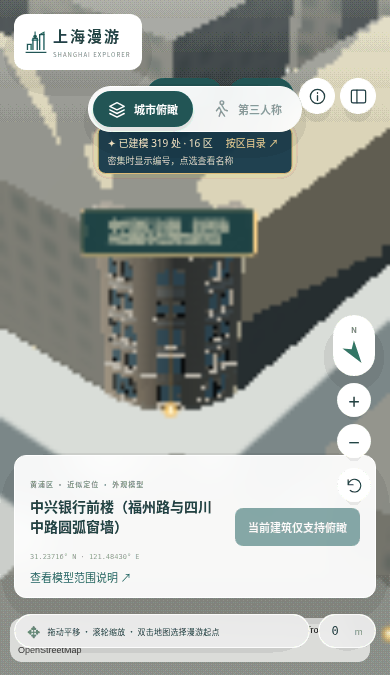 上海漫游
SHANGHAI EXPLORER
城市俯瞰
第三人称
✦ 已建模 319 处 · 16 区 按区目录 ↗
密集时显示编号，点选查看名称
N
+
−
黄浦区 · 近似定位 · 外观模型
中兴银行前楼（福州路与四川
中路圆弧窗墙）
当前建筑仅支持俯瞰
31.23716° N · 121.48430° E
查看模型范围说明 ↗
拖动平移 · 滚轮缩放 · 双击地图选择漫游起点
0 m
OpenStreetMap